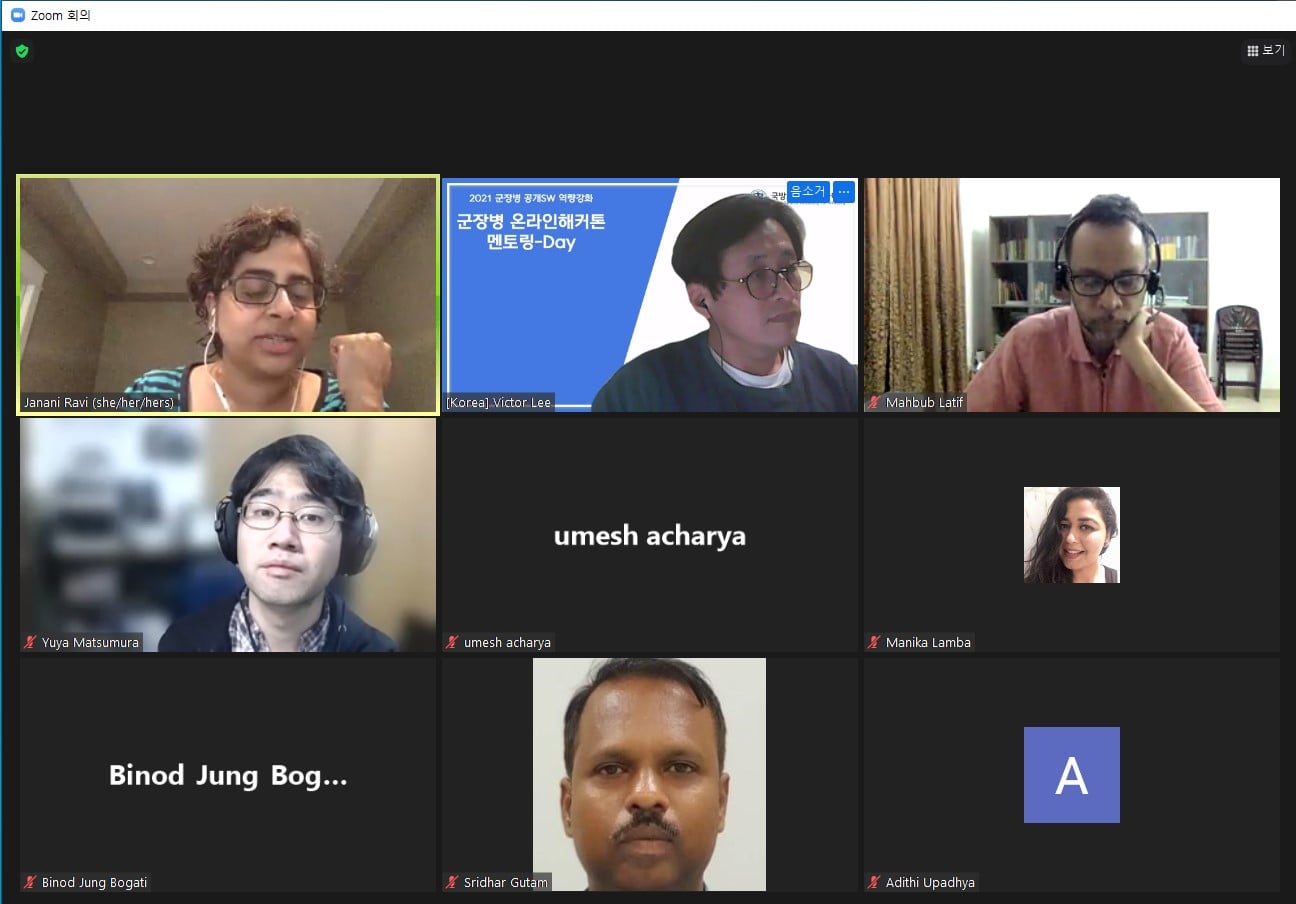 Zoom 회의
보기
2021 군장병 공개SW 역량강화
군장병 온라인해커톤
멘토링-Day
국방
음소거
...
Janani Ravi (she/her/hers)
[Korea] Victor Lee
Mahbub Latif
umesh acharya
Yuya Matsumura
umesh acharya
Manika Lamba
Binod Jung Bog...
A
Binod Jung Bogati
Sridhar Gutam
Adithi Upadhya